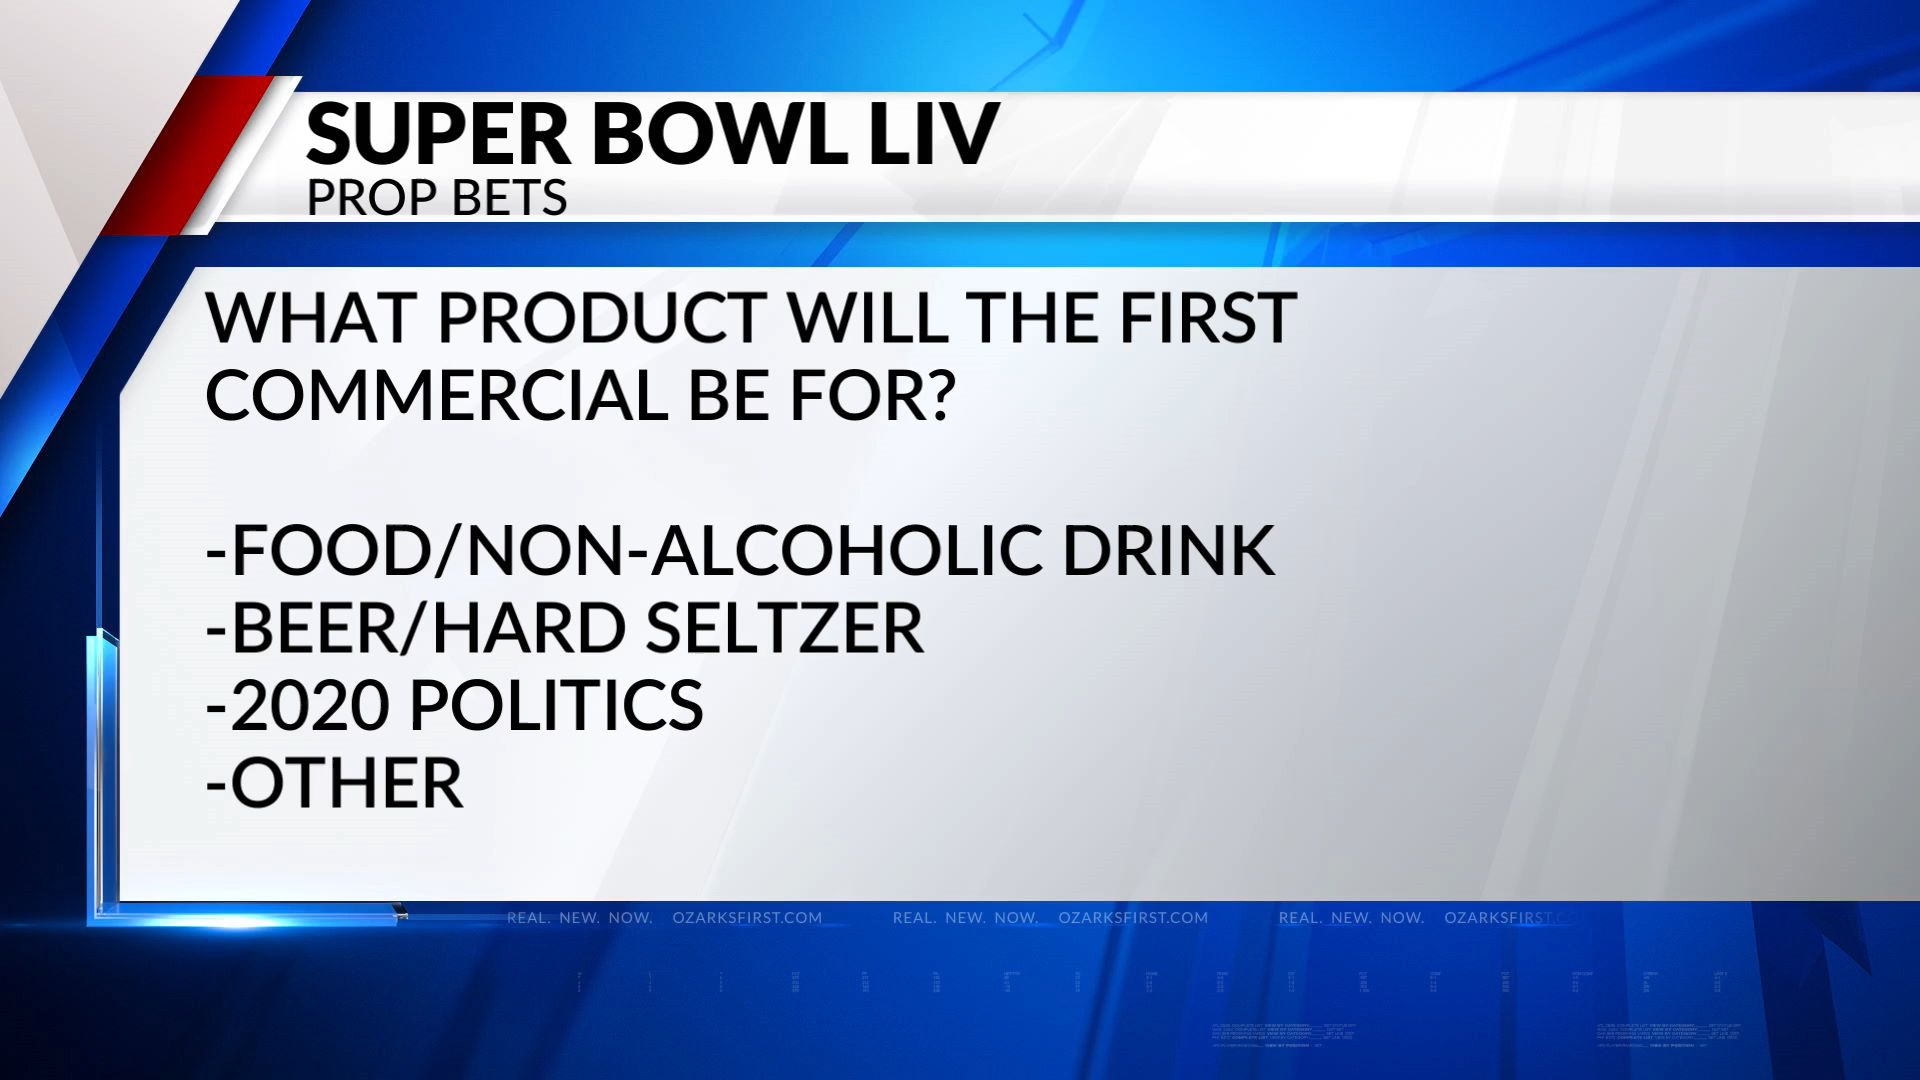 SUPER BOWL LIV
PROP BETS
WHAT PRODUCT WILL THE FIRST
COMMERCIAL BE FOR?
-FOOD/NON-ALCOHOLIC DRINK
-BEER/HARD SELTZER
-2020 POLITICS
-OTHER
REAL. NEW. NOW. OZARKSFIRST.COM REAL. NEW. NOW. OZARKSFIRST.COM REAL. NEW. NOW. OZARKSFIRST.C